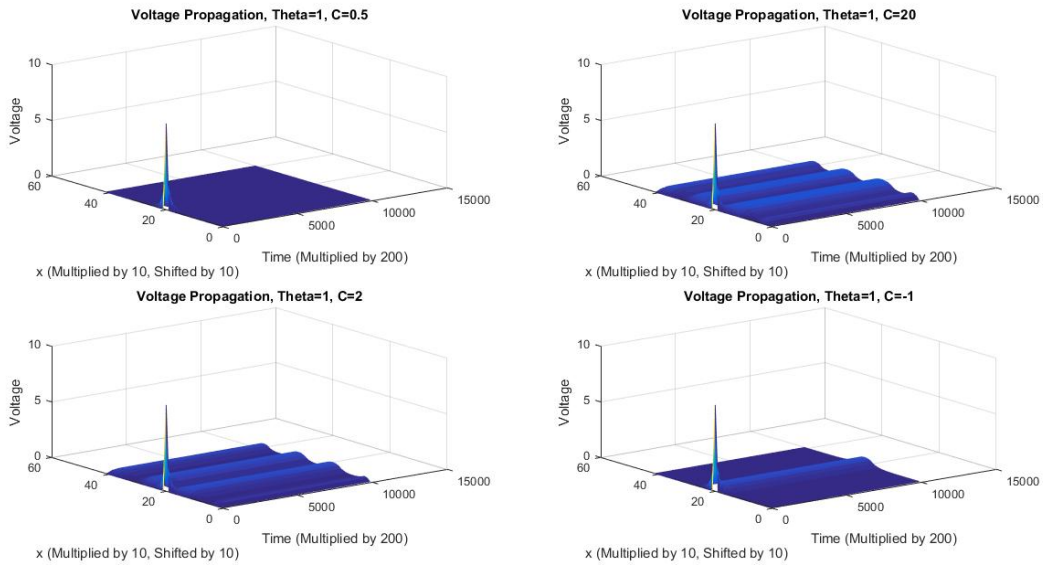 Voltage Propagation, Theta=1, C=0.5
10
5
0
Voltage
60
40
20
0
0
5000
10000
15000
x (Multiplied by 10, Shifted by 10)
Time (Multiplied by 200)
Voltage Propagation, Theta=1, C=20
10
5
0
Voltage
60
40
20
0
0
5000
10000
15000
x (Multiplied by 10, Shifted by 10)
Time (Multiplied by 200)
Voltage Propagation, Theta=1, C=2
10
5
0
Voltage
60
40
20
0
0
5000
10000
15000
x (Multiplied by 10, Shifted by 10)
Time (Multiplied by 200)
Voltage Propagation, Theta=1, C=-1
10
5
0
Voltage
60
40
20
0
0
5000
10000
15000
x (Multiplied by 10, Shifted by 10)
Time (Multiplied by 200)